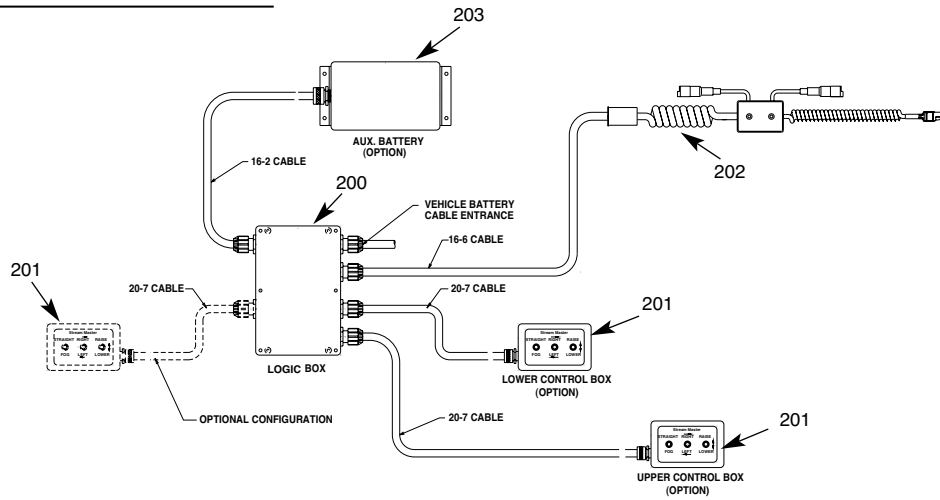 203
AUX. BATTERY
(OPTION)
202
16-2 CABLE
200
VEHICLE BATTERY
CABLE ENTRANCE
16-6 CABLE
201
20-7 CABLE
20-7 CABLE
201
Stream Master
STRAIGHT RIGHT RAISE
FOG LEFT LOWER
Stream Master
STRAIGHT RIGHT RAISE
FOG LEFT LOWER
LOGIC BOX
LOWER CONTROL BOX
(OPTION)
OPTIONAL CONFIGURATION
20-7 CABLE
201
Stream Master
STRAIGHT RIGHT RAISE
FOG LEFT LOWER
UPPER CONTROL BOX
(OPTION)